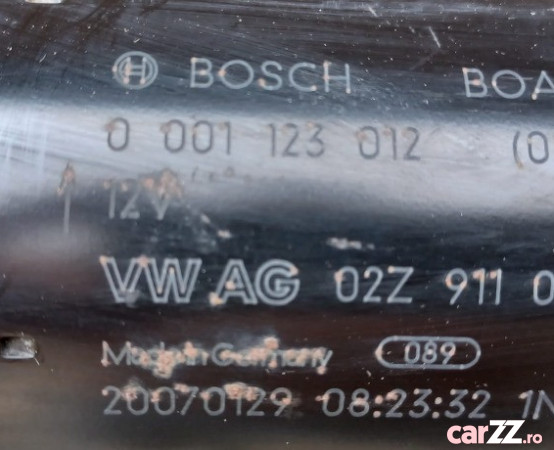 BOSCH BOA
0 001 123 012 (0
12V
VW AG 02Z 911 0
Made in Germany 089
20070129 08:23:32 1N
carZZ.ro